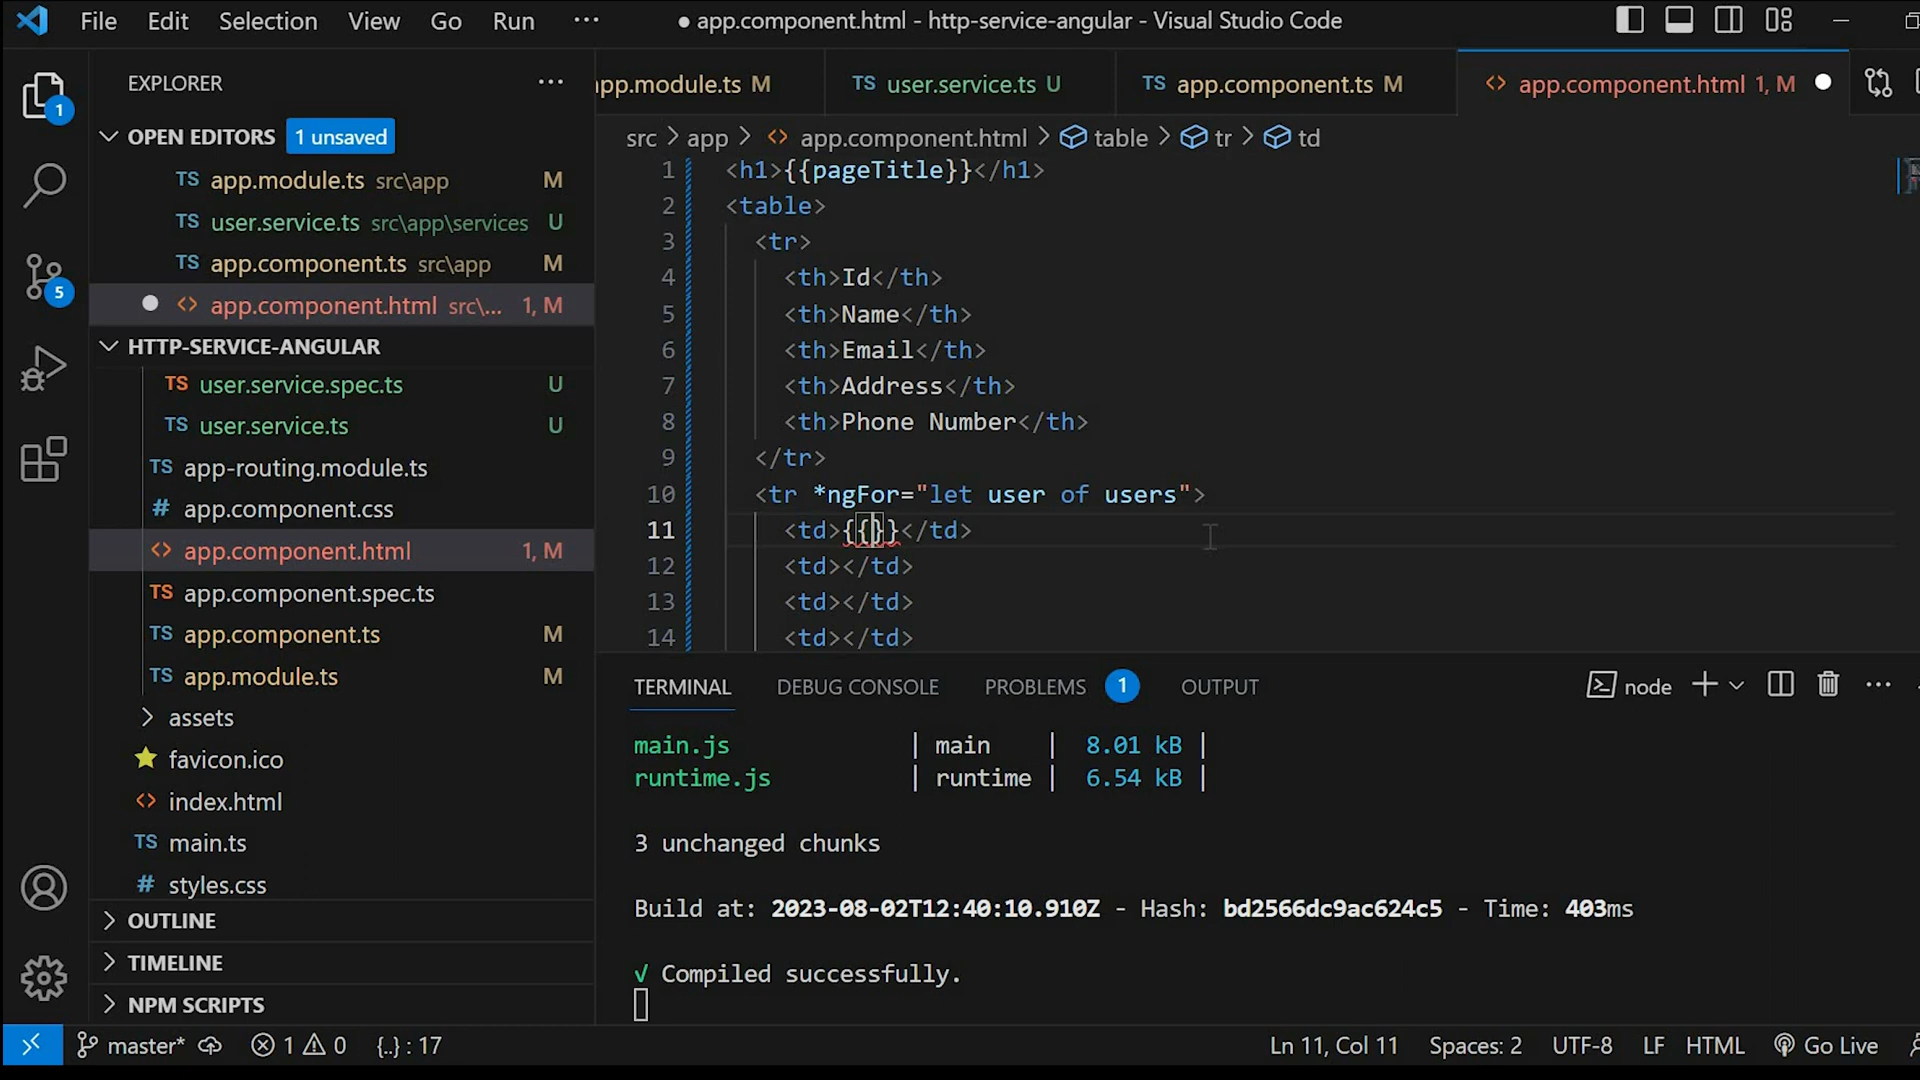 File Edit Selection View Go Run ··· ● app.component.html - http-service-angular - Visual Studio Code
EXPLORER ···
app.module.ts M TS user.service.ts U TS app.component.ts M <> app.component.html 1, M
OPEN EDITORS 1 unsaved
src > app > <> app.component.html > table > tr > td
TS app.module.ts src\app M
TS user.service.ts src\app\services U
TS app.component.ts src\app M
<> app.component.html src\... 1, M
HTTP-SERVICE-ANGULAR
TS user.service.spec.ts U
TS user.service.ts U
TS app-routing.module.ts
# app.component.css
<> app.component.html 1, M
TS app.component.spec.ts
TS app.component.ts M
TS app.module.ts M
assets
favicon.ico
<> index.html
TS main.ts
# styles.css
OUTLINE
TIMELINE
NPM SCRIPTS
1
5
1 <h1>{{pageTitle}}</h1>
2 <table>
3 <tr>
4 <th>Id</th>
5 <th>Name</th>
6 <th>Email</th>
7 <th>Address</th>
8 <th>Phone Number</th>
9 </tr>
10 <tr *ngFor="let user of users">
11 <td>{{}}</td>
12 <td></td>
13 <td></td>
14 <td></td>
TERMINAL DEBUG CONSOLE PROBLEMS 1 OUTPUT node ···
main.js | main | 8.01 kB |
runtime.js | runtime | 6.54 kB |
3 unchanged chunks
Build at: 2023-08-02T12:40:10.910Z - Hash: bd2566dc9ac624c5 - Time: 403ms
√ Compiled successfully.
master* 1 0 {..} : 17 Ln 11, Col 11 Spaces: 2 UTF-8 LF HTML Go Live